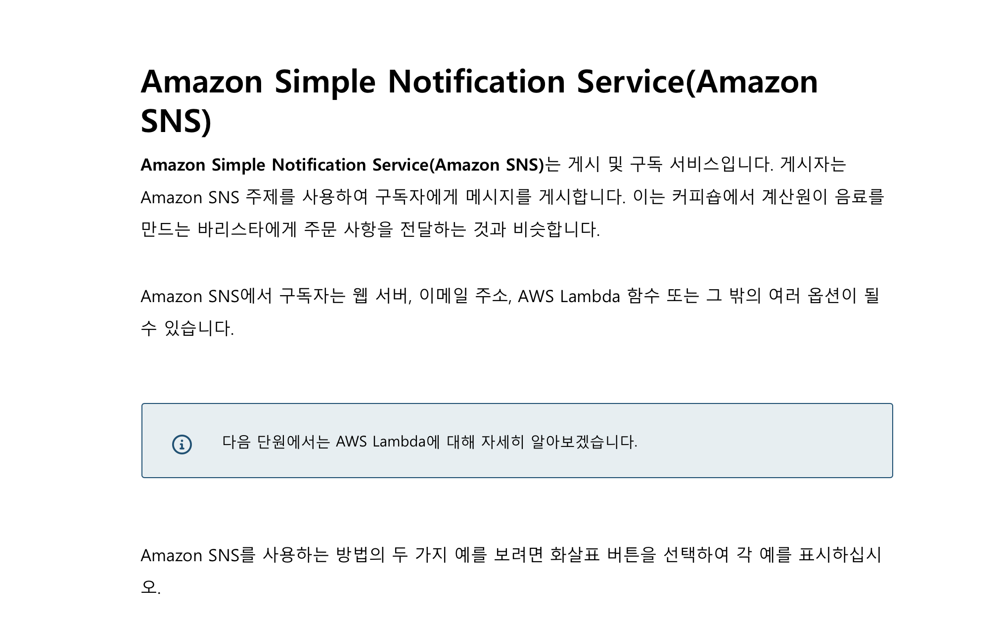 Amazon Simple Notification Service(Amazon
SNS)
Amazon Simple Notification Service(Amazon SNS)는 게시 및 구독 서비스입니다. 게시자는
Amazon SNS 주제를 사용하여 구독자에게 메시지를 게시합니다. 이는 커피숍에서 계산원이 음료를
만드는 바리스타에게 주문 사항을 전달하는 것과 비슷합니다.
Amazon SNS에서 구독자는 웹 서버, 이메일 주소, AWS Lambda 함수 또는 그 밖의 여러 옵션이 될
수 있습니다.
다음 단원에서는 AWS Lambda에 대해 자세히 알아보겠습니다.
Amazon SNS를 사용하는 방법의 두 가지 예를 보려면 화살표 버튼을 선택하여 각 예를 표시하십시
오.